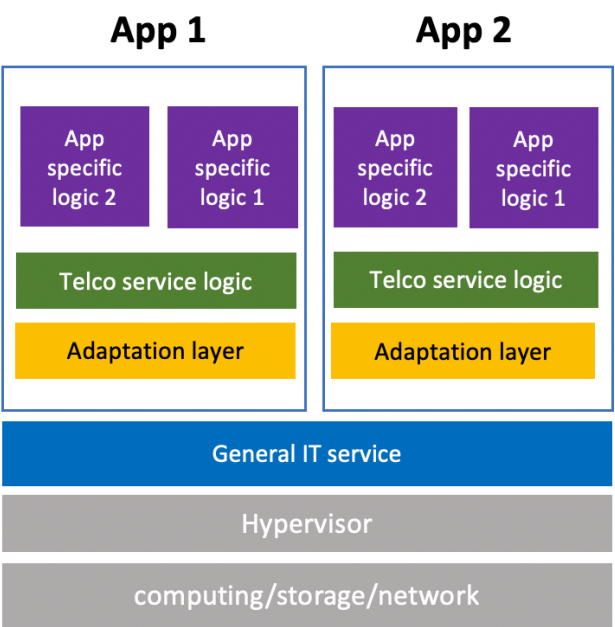 App 1
App 2
App
specific
logic 2
App
specific
logic 1
App
specific
logic 2
App
specific
logic 1
Telco service logic
Telco service logic
Adaptation layer
Adaptation layer
General IT service
Hypervisor
computing/storage/network